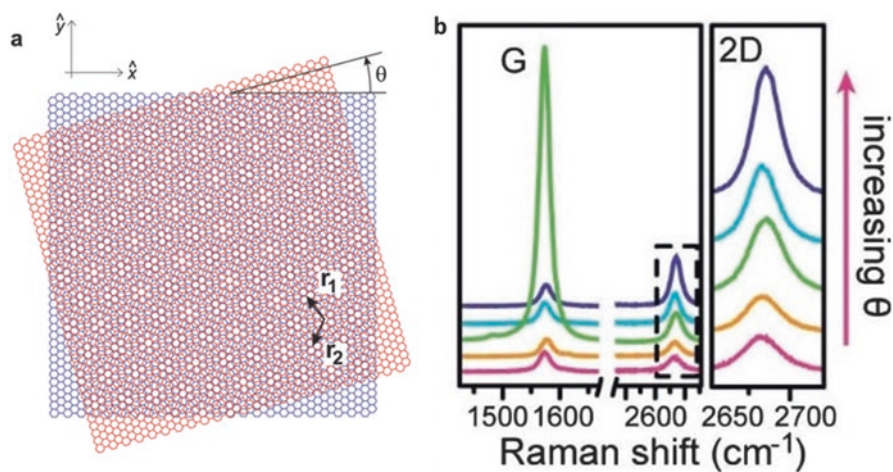 a
ŷ
x̂
θ
r₁
r₂
b
G
2D
increasing θ
1500 1600
2600
2650 2700
Raman shift (cm⁻¹)